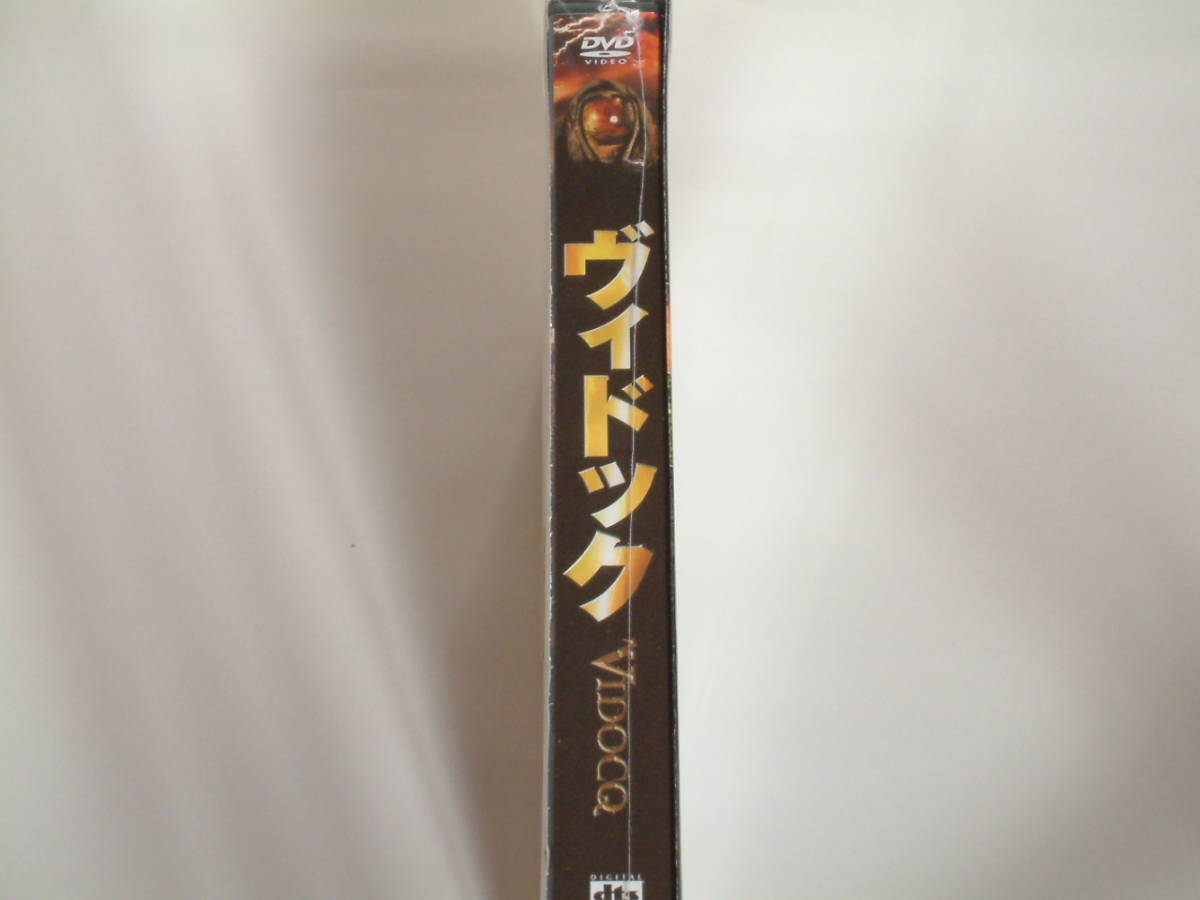 DVD
VIDEO
ヴィドック
VIDOCQ
DIGITAL
dts